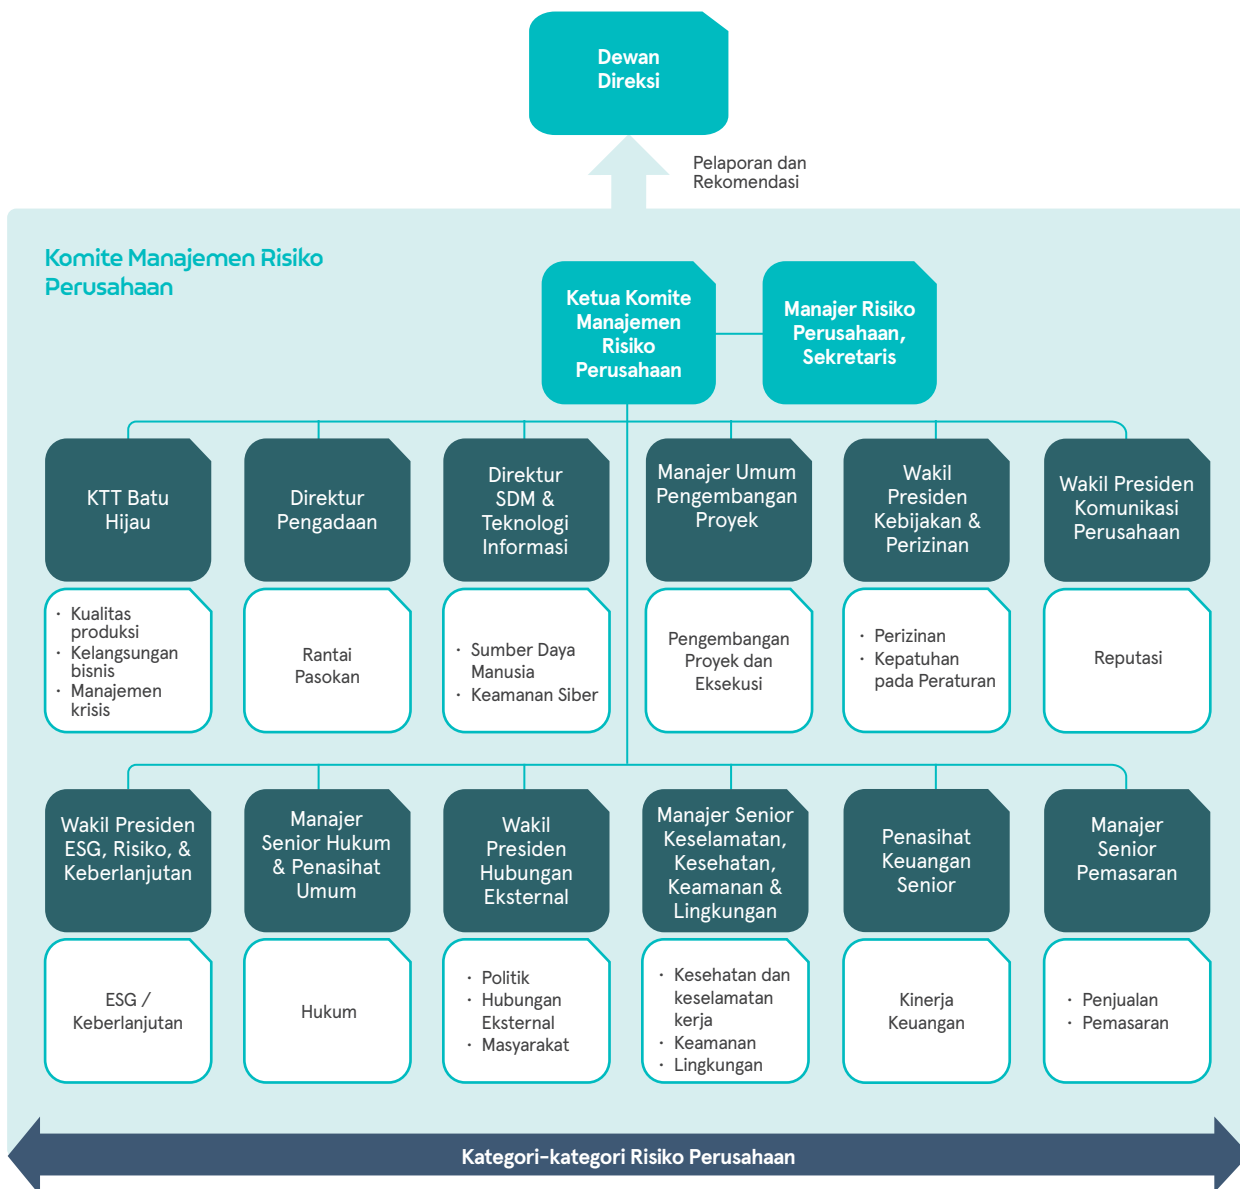 Dewan
Direksi
Pelaporan dan
Rekomendasi
Komite Manajemen Risiko
Perusahaan
Ketua Komite
Manajemen
Risiko
Perusahaan
Manajer Risiko
Perusahaan,
Sekretaris
KTT Batu
Hijau
Direktur
Pengadaan
Direktur
SDM &
Teknologi
Informasi
Manajer Umum
Pengembangan
Proyek
Wakil
Presiden
Kebijakan &
Perizinan
Wakil Presiden
Komunikasi
Perusahaan
· Kualitas
produksi
· Kelangsungan
bisnis
· Manajemen
krisis
Rantai
Pasokan
· Sumber Daya
Manusia
· Keamanan Siber
Pengembangan
Proyek dan
Eksekusi
· Perizinan
· Kepatuhan
pada Peraturan
Reputasi
Wakil Presiden
ESG, Risiko, &
Keberlanjutan
Manajer
Senior Hukum
& Penasihat
Umum
Wakil
Presiden
Hubungan
Eksternal
Manajer Senior
Keselamatan,
Kesehatan,
Keamanan &
Lingkungan
Penasihat
Keuangan
Senior
Manajer
Senior
Pemasaran
ESG /
Keberlanjutan
Hukum
· Politik
· Hubungan
Eksternal
· Masyarakat
· Kesehatan dan
keselamatan
kerja
· Keamanan
· Lingkungan
Kinerja
Keuangan
· Penjualan
· Pemasaran
Kategori-kategori Risiko Perusahaan